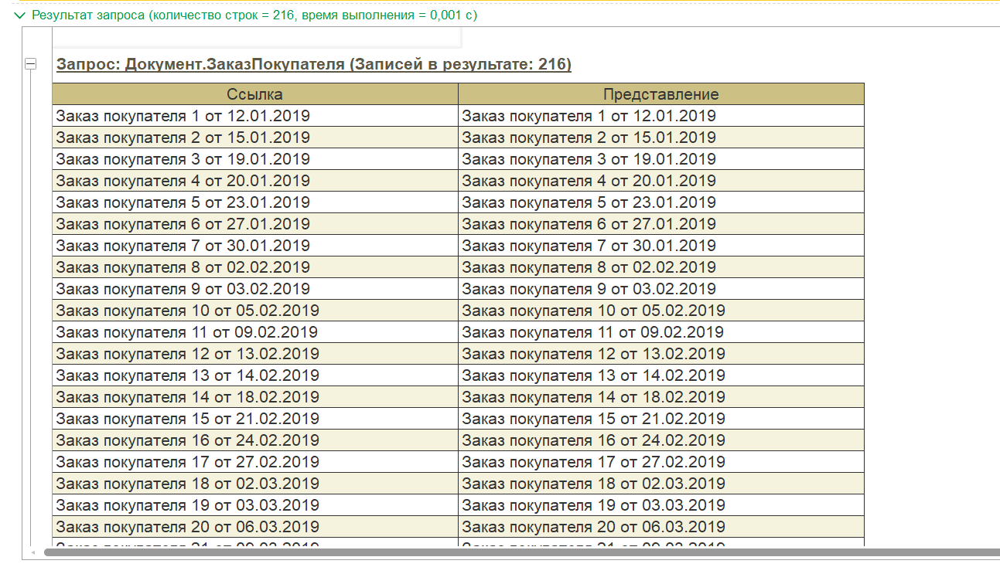 Результат запроса (количество строк = 216, время выполнения = 0,001 с)
Запрос: Документ.ЗаказПокупателя (Записей в результате: 216)
Ссылка Представление
Заказ покупателя 1 от 12.01.2019 Заказ покупателя 1 от 12.01.2019
Заказ покупателя 2 от 15.01.2019 Заказ покупателя 2 от 15.01.2019
Заказ покупателя 3 от 19.01.2019 Заказ покупателя 3 от 19.01.2019
Заказ покупателя 4 от 20.01.2019 Заказ покупателя 4 от 20.01.2019
Заказ покупателя 5 от 23.01.2019 Заказ покупателя 5 от 23.01.2019
Заказ покупателя 6 от 27.01.2019 Заказ покупателя 6 от 27.01.2019
Заказ покупателя 7 от 30.01.2019 Заказ покупателя 7 от 30.01.2019
Заказ покупателя 8 от 02.02.2019 Заказ покупателя 8 от 02.02.2019
Заказ покупателя 9 от 03.02.2019 Заказ покупателя 9 от 03.02.2019
Заказ покупателя 10 от 05.02.2019 Заказ покупателя 10 от 05.02.2019
Заказ покупателя 11 от 09.02.2019 Заказ покупателя 11 от 09.02.2019
Заказ покупателя 12 от 13.02.2019 Заказ покупателя 12 от 13.02.2019
Заказ покупателя 13 от 14.02.2019 Заказ покупателя 13 от 14.02.2019
Заказ покупателя 14 от 18.02.2019 Заказ покупателя 14 от 18.02.2019
Заказ покупателя 15 от 21.02.2019 Заказ покупателя 15 от 21.02.2019
Заказ покупателя 16 от 24.02.2019 Заказ покупателя 16 от 24.02.2019
Заказ покупателя 17 от 27.02.2019 Заказ покупателя 17 от 27.02.2019
Заказ покупателя 18 от 02.03.2019 Заказ покупателя 18 от 02.03.2019
Заказ покупателя 19 от 03.03.2019 Заказ покупателя 19 от 03.03.2019
Заказ покупателя 20 от 06.03.2019 Заказ покупателя 20 от 06.03.2019